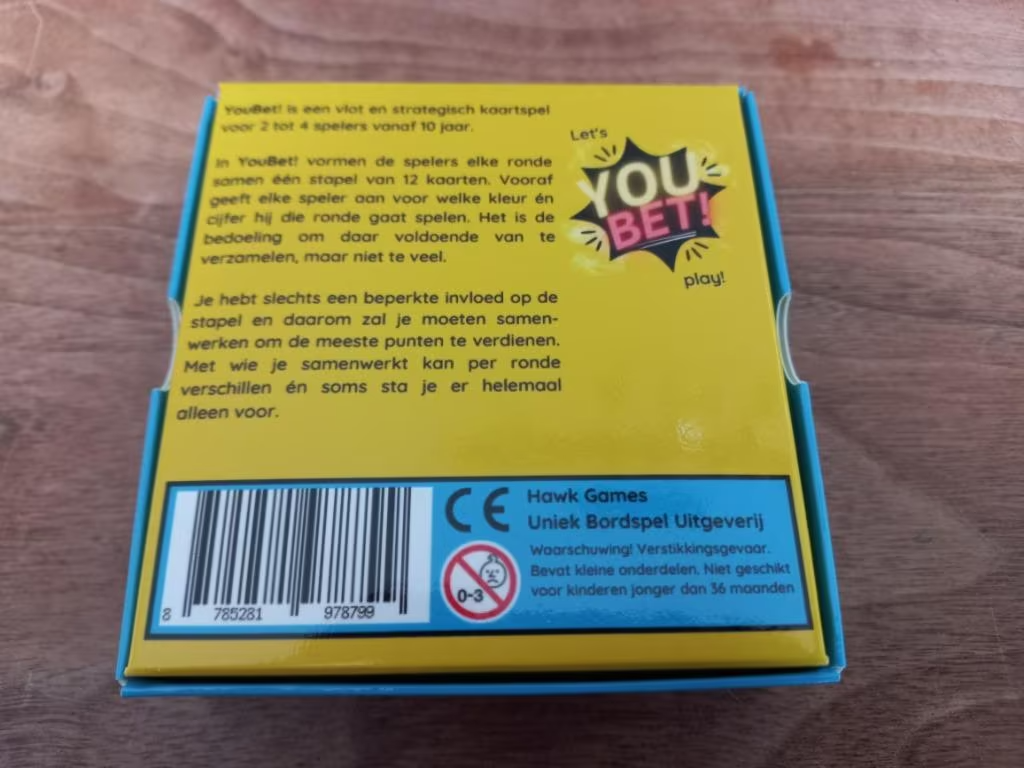 YouBet! is een vlot en strategisch kaartspel
voor 2 tot 4 spelers vanaf 10 jaar.
In YouBet! vormen de spelers elke ronde
samen één stapel van 12 kaarten. Vooraf
geeft elke speler aan voor welke kleur én
cijfer hij die ronde gaat spelen. Het is de
bedoeling om daar voldoende van te
verzamelen, maar niet te veel.
Je hebt slechts een beperkte invloed op de
stapel en daarom zal je moeten samen-
werken om de meeste punten te verdienen.
Met wie je samenwerkt kan per ronde
verschillen én soms sta je er helemaal
alleen voor.
Let's
YOU
BET!
play!
8 785281 978799
CE
Hawk Games
Uniek Bordspel Uitgeverij
0-3
Waarschuwing! Verstikkingsgevaar.
Bevat kleine onderdelen. Niet geschikt
voor kinderen jonger dan 36 maanden